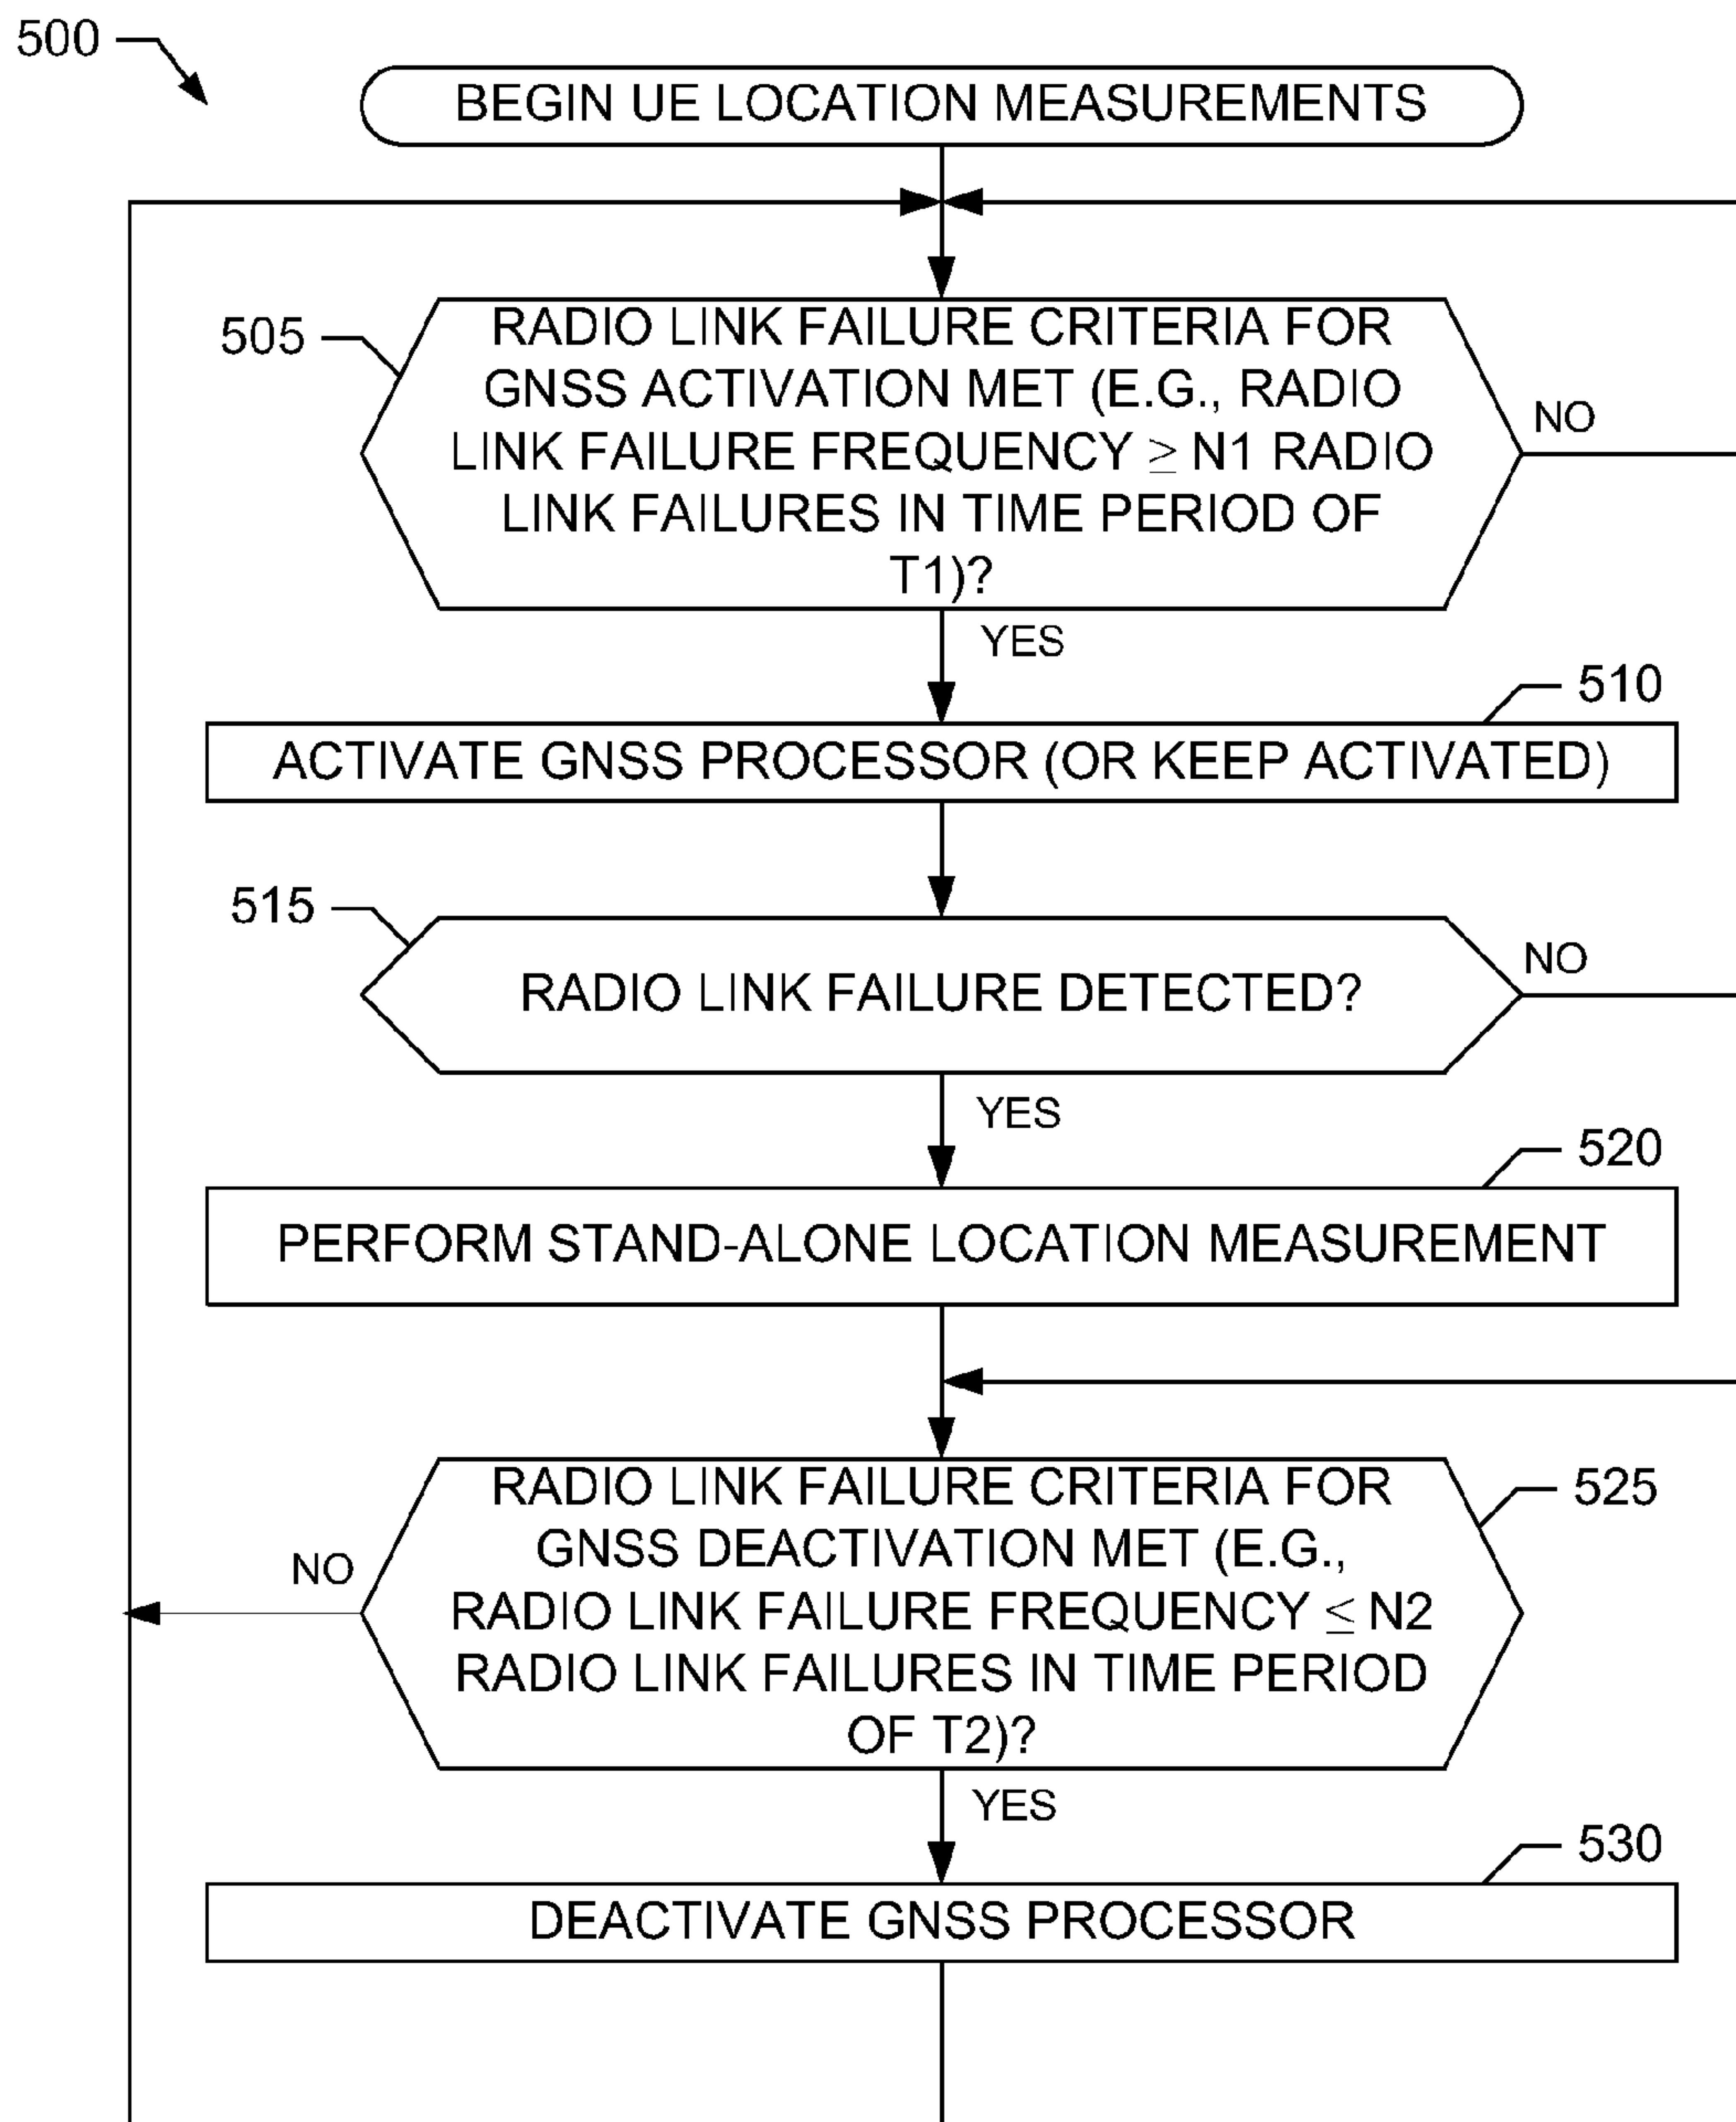 500
BEGIN UE LOCATION MEASUREMENTS
505
RADIO LINK FAILURE CRITERIA FOR
GNSS ACTIVATION MET (E.G., RADIO
LINK FAILURE FREQUENCY ≥ N1 RADIO
LINK FAILURES IN TIME PERIOD OF
T1)?
NO
YES
510
ACTIVATE GNSS PROCESSOR (OR KEEP ACTIVATED)
515
RADIO LINK FAILURE DETECTED?
NO
YES
520
PERFORM STAND-ALONE LOCATION MEASUREMENT
525
RADIO LINK FAILURE CRITERIA FOR
GNSS DEACTIVATION MET (E.G.,
RADIO LINK FAILURE FREQUENCY ≤ N2
RADIO LINK FAILURES IN TIME PERIOD
OF T2)?
NO
YES
530
DEACTIVATE GNSS PROCESSOR